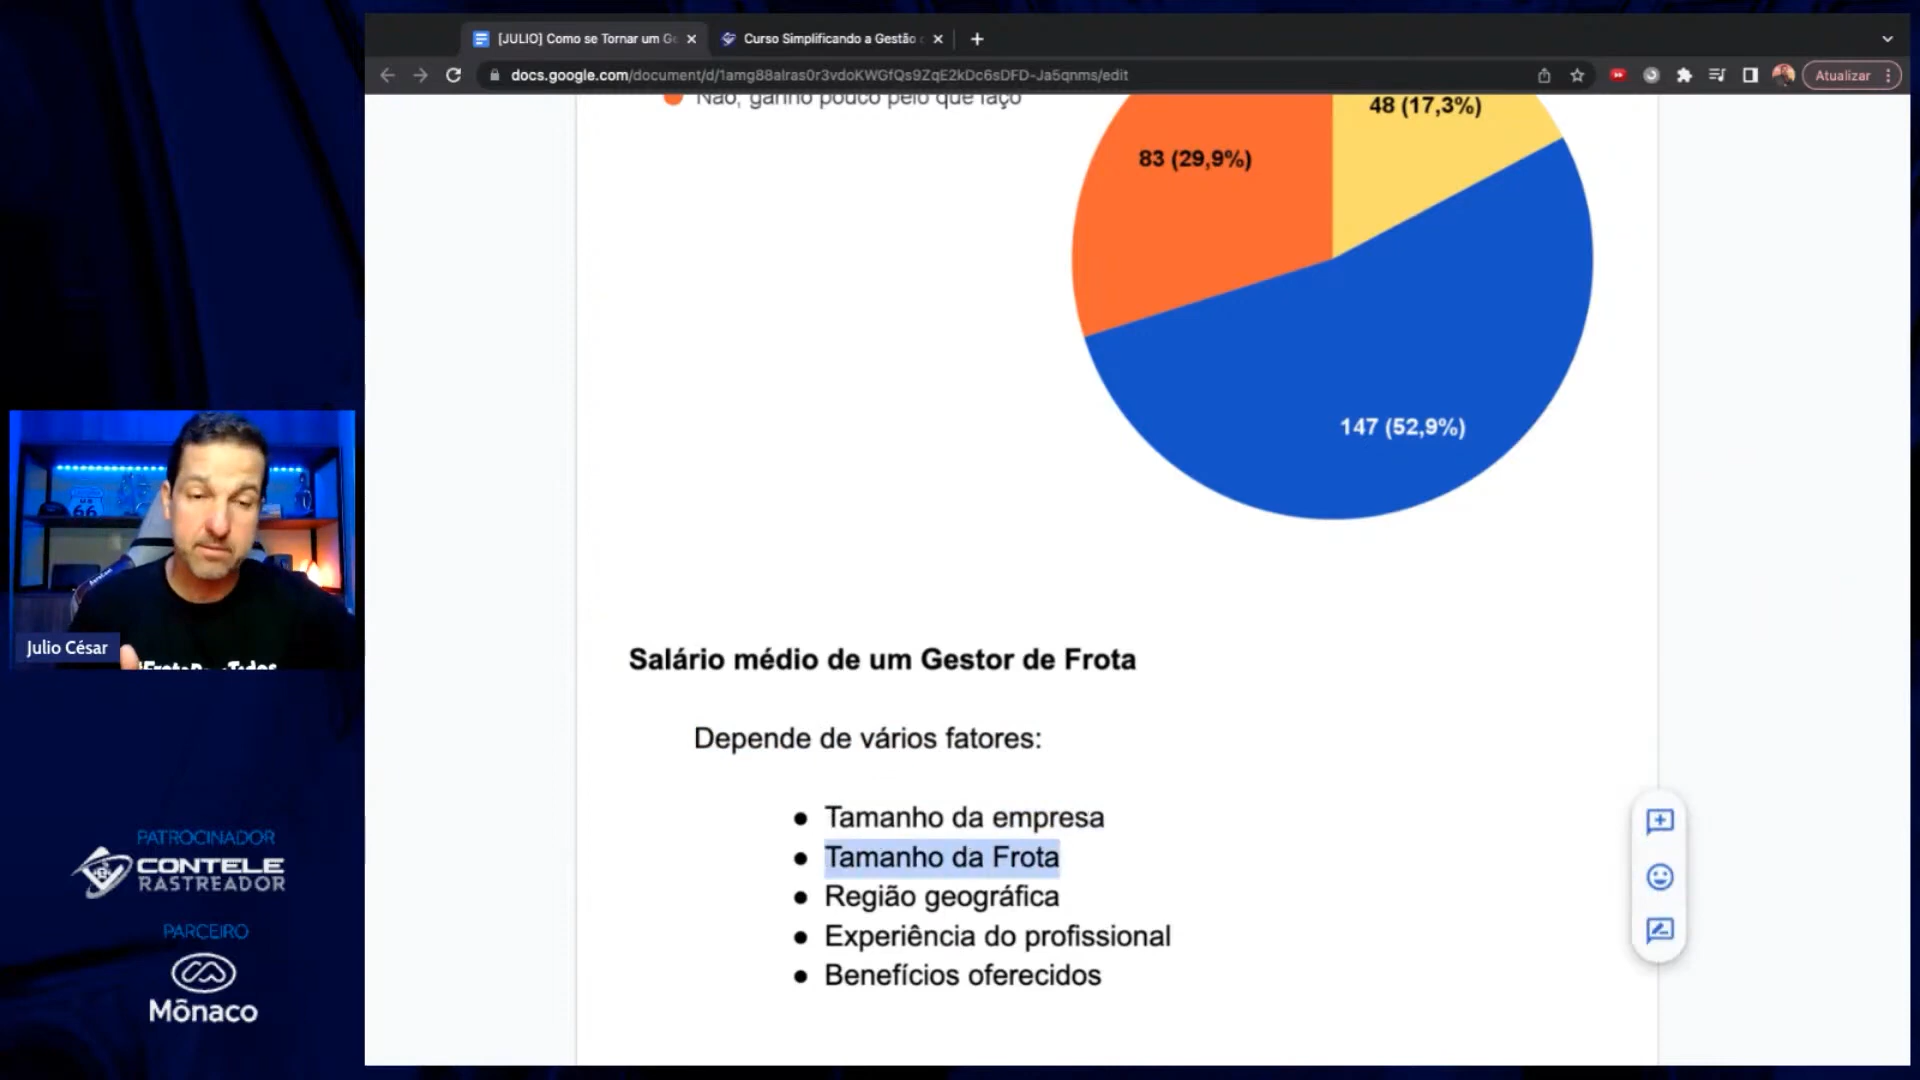 [JULIO] Como se Tornar um Ge
Curso Simplificando a Gestão
docs.google.com/document/d/1amg88alras0r3vdoKWGfQs9ZqE2kDc6sDFD-Ja5qnms/edit
Atualizar
Não, ganho pouco pelo que faço
48 (17,3%)
83 (29,9%)
147 (52,9%)
66
Julio César
Salário médio de um Gestor de Frota
Depende de vários fatores:
● Tamanho da empresa
● Tamanho da Frota
● Região geográfica
● Experiência do profissional
● Benefícios oferecidos
PATROCINADOR
CONTELE
RASTREADOR
PARCEIRO
Mônaco